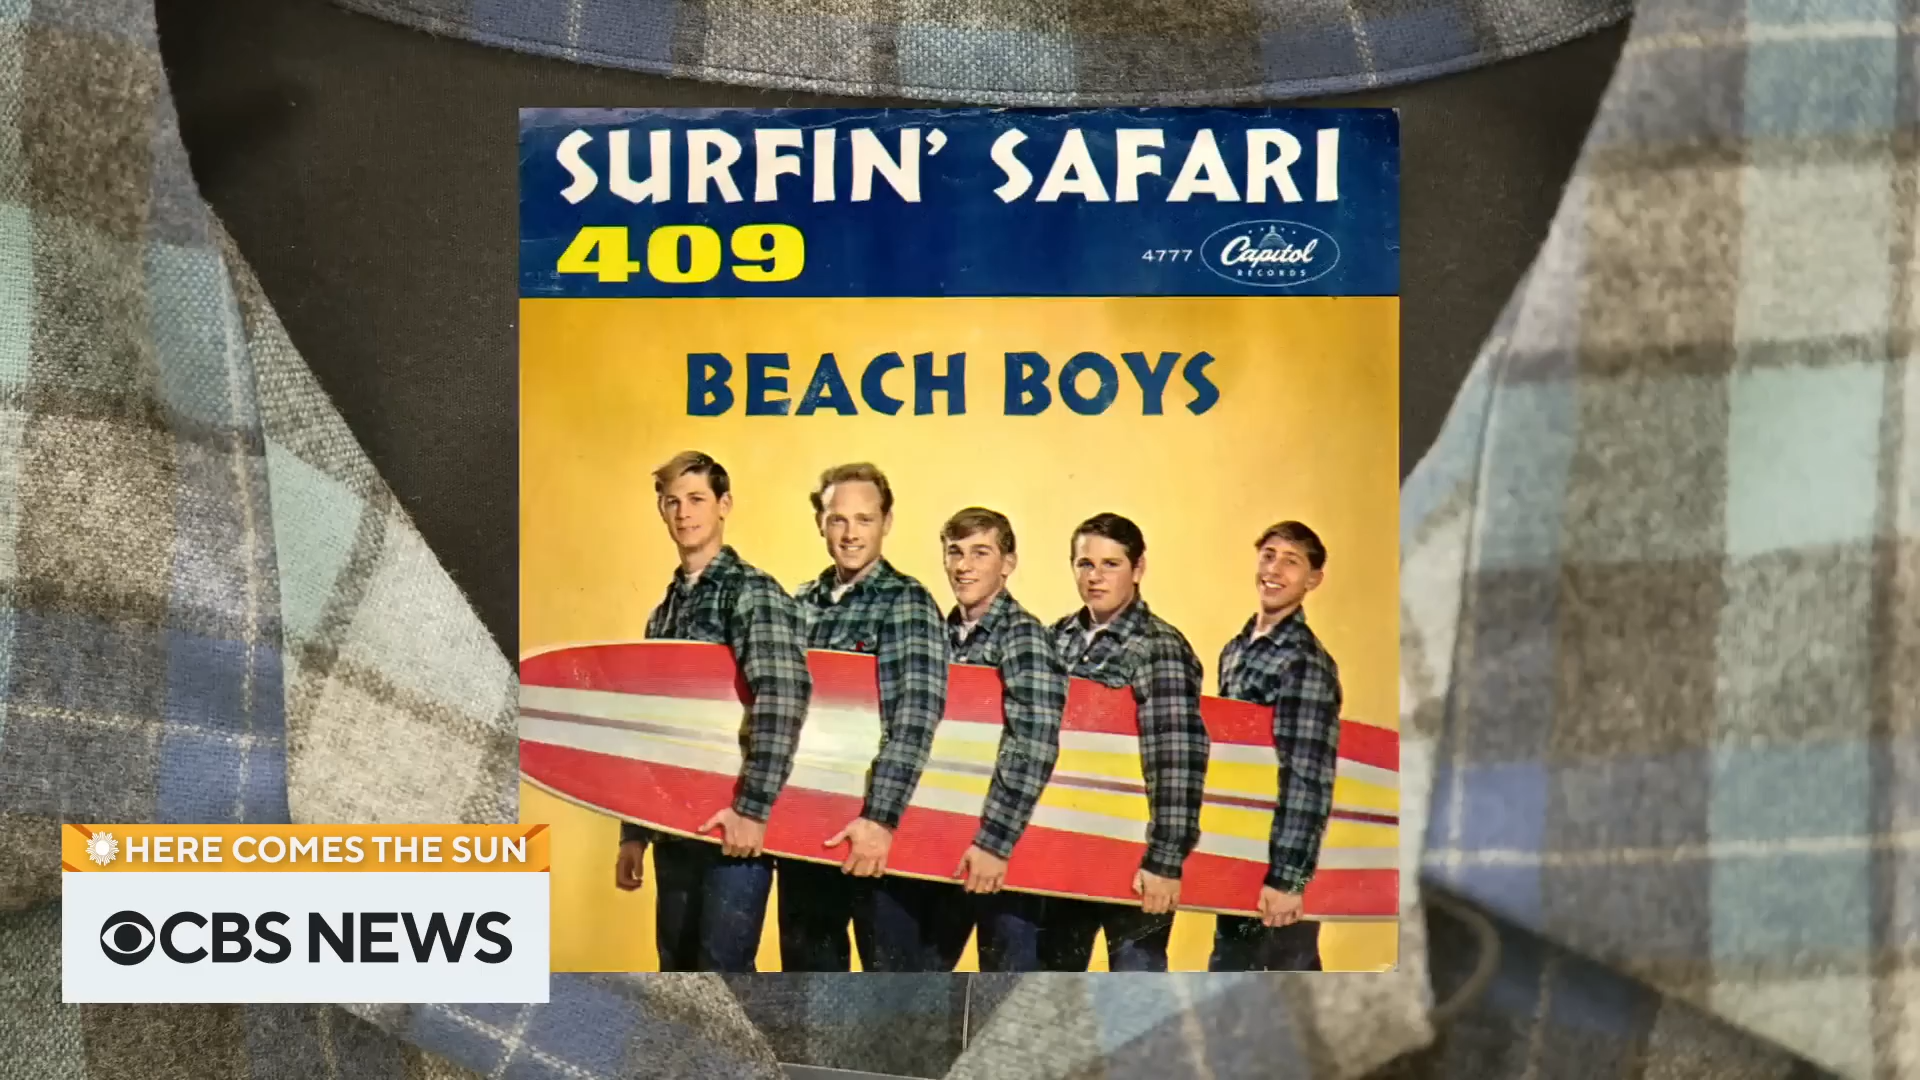 SURFIN' SAFARI
409
4777 Capitol
RECORDS
BEACH BOYS
HERE COMES THE SUN
CBS NEWS